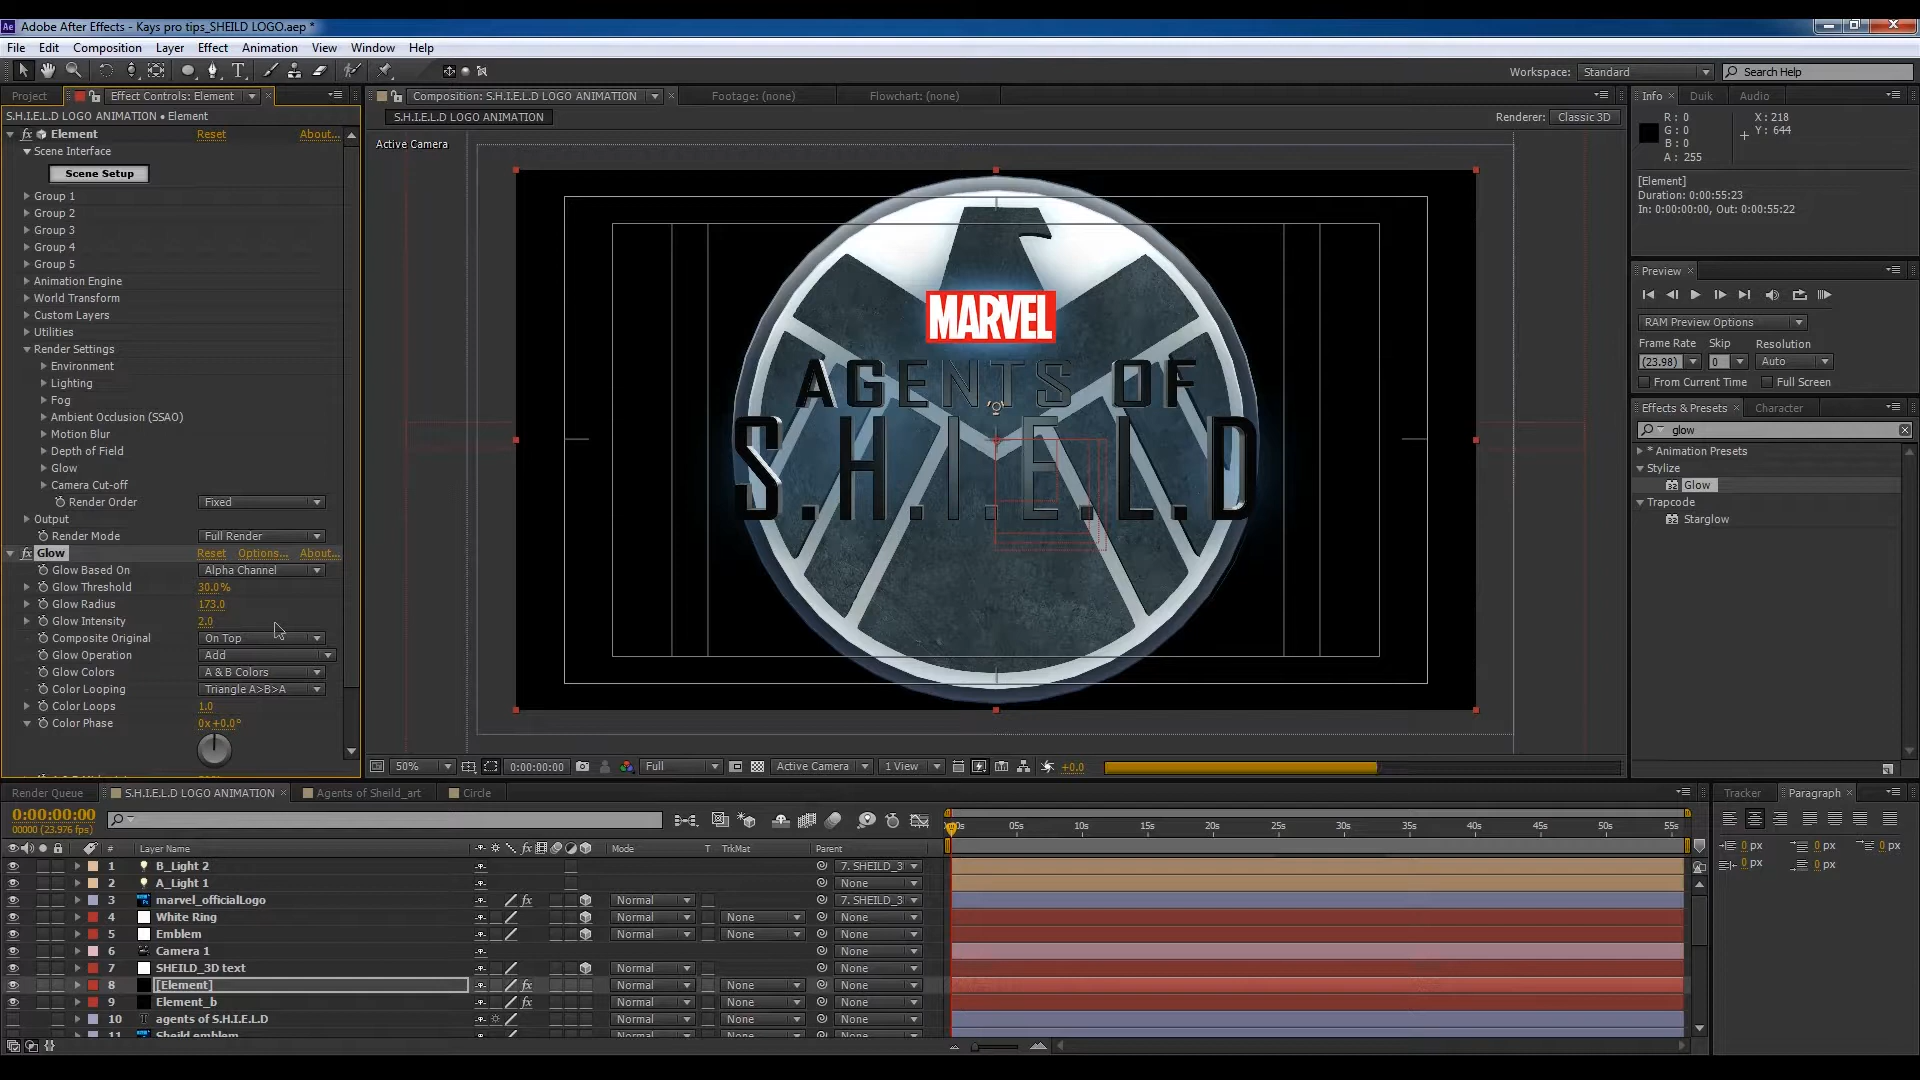 Ae Adobe After Effects - Kays pro tips_SHEILD LOGO.aep *
File Edit Composition Layer Effect Animation View Window Help
Workspace: Standard Search Help
Project Effect Controls: Element
S.H.I.E.L.D LOGO ANIMATION • Element
fx Element Reset About...
Scene Interface
Scene Setup
Group 1
Group 2
Group 3
Group 4
Group 5
Animation Engine
World Transform
Custom Layers
Utilities
Render Settings
Environment
Lighting
Fog
Ambient Occlusion (SSAO)
Motion Blur
Depth of Field
Glow
Camera Cut-off
Render Order Fixed
Output
Render Mode Full Render
fx Glow Reset Options... About...
Glow Based On Alpha Channel
Glow Threshold 30.0%
Glow Radius 173.0
Glow Intensity 2.0
Composite Original On Top
Glow Operation Add
Glow Colors A & B Colors
Color Looping Triangle A>B>A
Color Loops 1.0
Color Phase 0x+0.0°
Composition: S.H.I.E.L.D LOGO ANIMATION Footage: (none) Flowchart: (none)
S.H.I.E.L.D LOGO ANIMATION Renderer: Classic 3D
Active Camera
MARVEL
AGENTS OF
S.H.I.E.L.D
50% 0:00:00:00 Full Active Camera 1 View +0.0
Info Duik Audio
R: 0 X: 218
G: 0 Y: 644
B: 0
A: 255
[Element]
Duration: 0:00:55:23
In: 0:00:00:00, Out: 0:00:55:22
Preview
RAM Preview Options
Frame Rate Skip Resolution
(23.98) 0 Auto
From Current Time Full Screen
Effects & Presets Character
glow
* Animation Presets
Stylize
32 Glow
Trapcode
32 Starglow
Render Queue S.H.I.E.L.D LOGO ANIMATION Agents of Sheild_art Circle
0:00:00:00
00000 (23.976 fps)
# Layer Name fx Mode T TrkMat Parent
05s 10s 15s 20s 25s 30s 35s 40s 45s 50s 55s
1 B_Light 2 7. SHEILD_3
2 A_Light 1 None
3 marvel_officialLogo fx Normal 7. SHEILD_3
4 White Ring Normal None None
5 Emblem Normal None None
6 Camera 1 None
7 SHEILD_3D text Normal None
8 [Element] fx Normal None None
9 Element_b fx Normal None None
10 T agents of S.H.I.E.L.D Normal None None
11 Sheild emblem
Tracker Paragraph
0 px 0 px 0 px
0 px 0 px